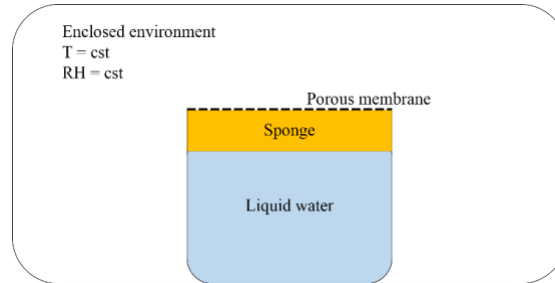 Enclosed environment
T = cst
RH = cst
Porous membrane
Sponge
Liquid water